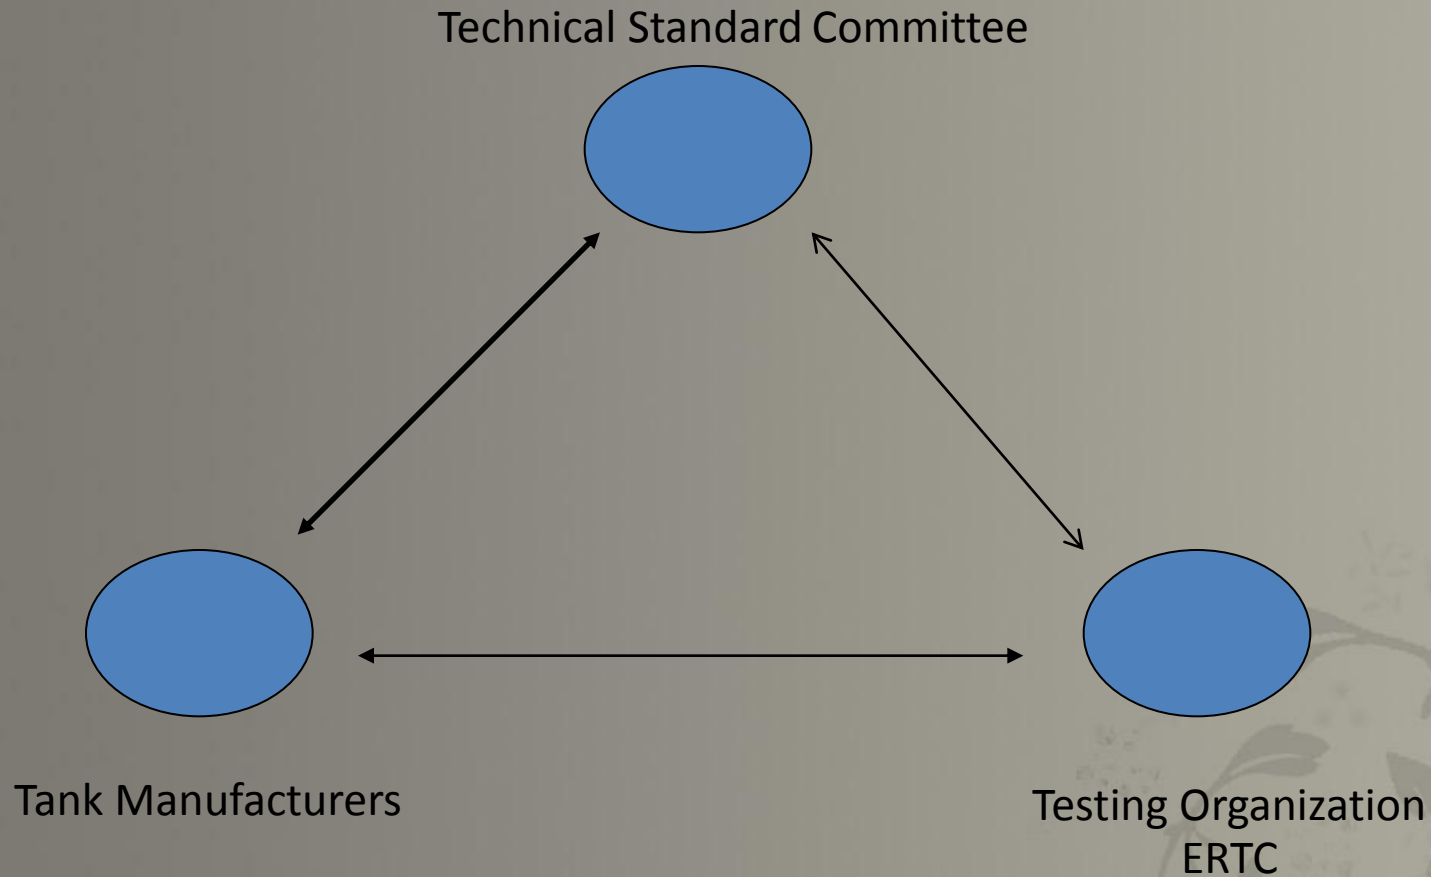 Technical Standard Committee
Tank Manufacturers
Testing Organization
ERTC